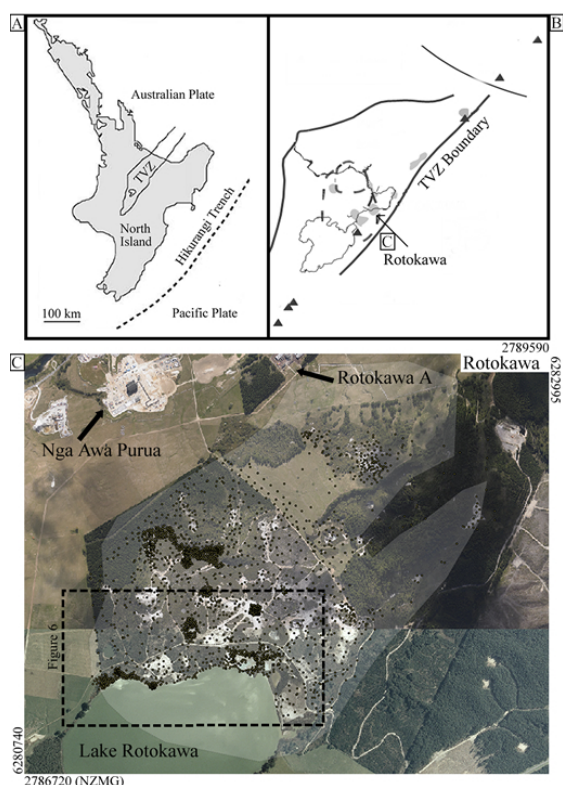 A
Australian Plate
TVZ
North
Island
Hikurangi Trench
100 km
Pacific Plate
B
TVZ Boundary
C
Rotokawa
2789590
C
Rotokawa
6282995
Rotokawa A
Nga Awa Purua
Figure 6
Lake Rotokawa
6280740
2786720 (NZMG)